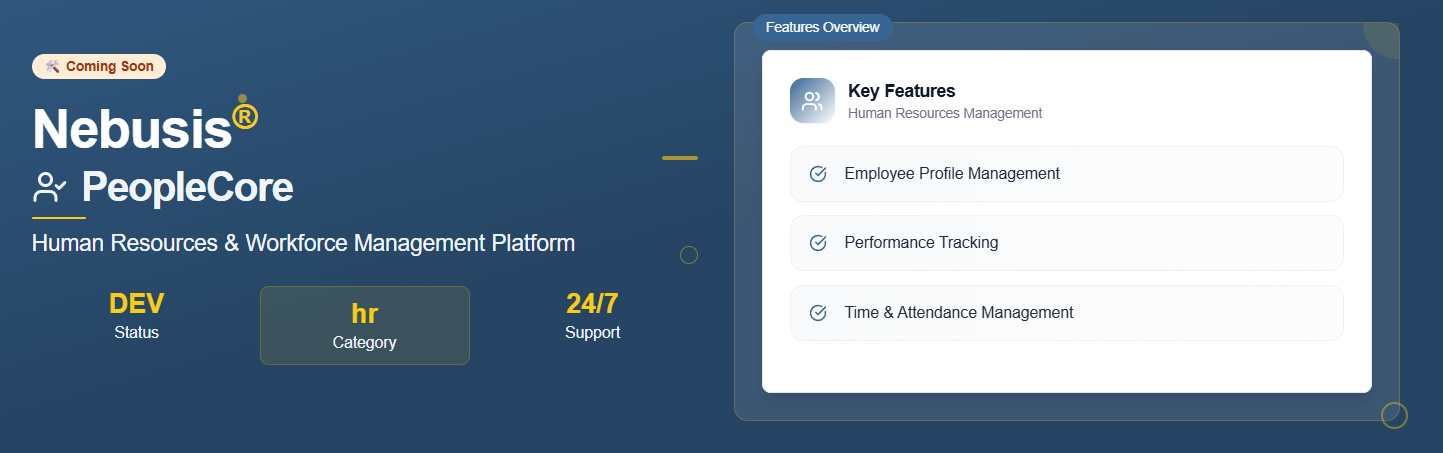 Coming Soon
Nebusis®
PeopleCore
Human Resources & Workforce Management Platform
DEV
Status
hr
Category
24/7
Support
Features Overview
Key Features
Human Resources Management
Employee Profile Management
Performance Tracking
Time & Attendance Management